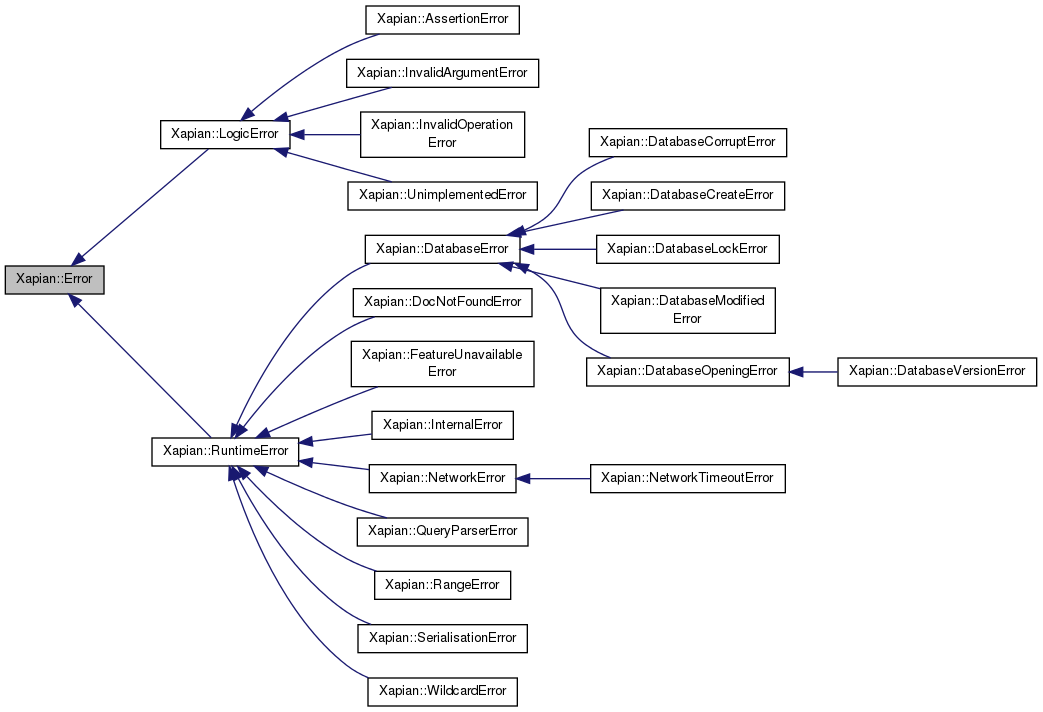 Xapian::AssertionError
Xapian::InvalidArgumentError
Xapian::LogicError
Xapian::InvalidOperation
Error
Xapian::UnimplementedError
Xapian::Error
Xapian::DatabaseCorruptError
Xapian::DatabaseCreateError
Xapian::DatabaseError
Xapian::DatabaseLockError
Xapian::DatabaseModified
Error
Xapian::DatabaseOpeningError
Xapian::DatabaseVersionError
Xapian::DocNotFoundError
Xapian::FeatureUnavailable
Error
Xapian::InternalError
Xapian::RuntimeError
Xapian::NetworkError
Xapian::NetworkTimeoutError
Xapian::QueryParserError
Xapian::RangeError
Xapian::SerialisationError
Xapian::WildcardError